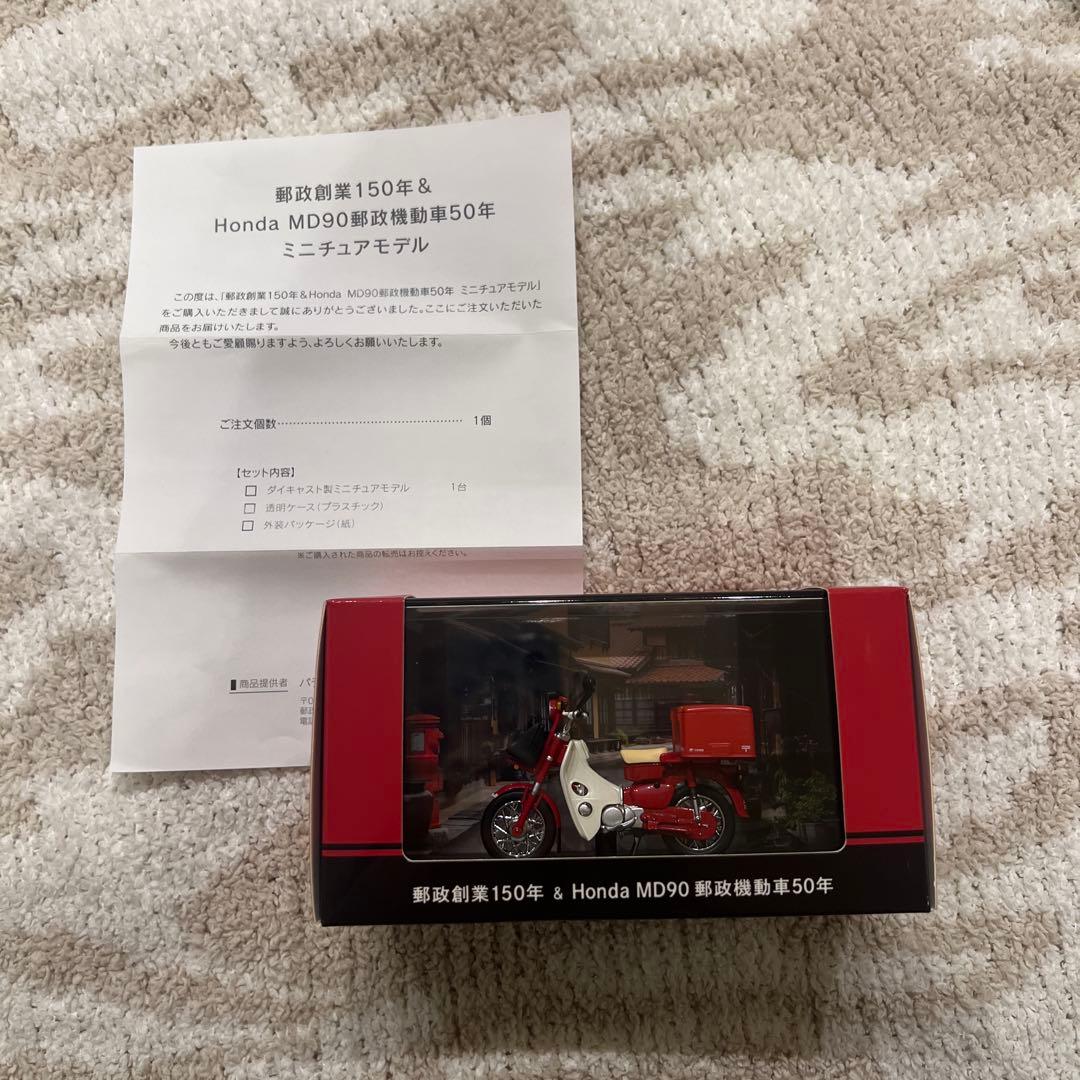 郵政創業150年＆
Honda MD90郵政機動車50年
ミニチュアモデル
この度は、「郵政創業150年＆Honda MD90郵政機動車50年 ミニチュアモデル」
をご購入いただきまして誠にありがとうございました。ここにご注文いただいた
商品をお届けいたします。
今後ともご愛顧賜りますよう、よろしくお願いいたします。
ご注文個数‥‥‥‥‥‥‥‥‥‥‥‥‥‥‥‥ 1個
【セット内容】
□ ダイキャスト製ミニチュアモデル 1台
□ 透明ケース（プラスチック）
□ 外装パッケージ（紙）
※ご購入された商品の転売はお控えください。
■商品提供者
〒0
電話
郵政創業150年 & Honda MD90 郵政機動車50年